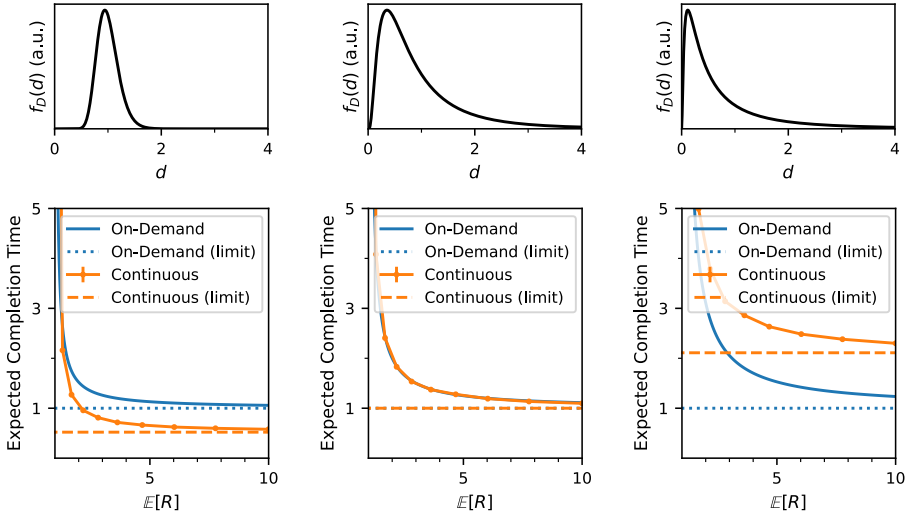 f_D(d) (a.u.)
0 2 4
d
f_D(d) (a.u.)
0 2 4
d
f_D(d) (a.u.)
0 2 4
d
Expected Completion Time
5
3
1
On-Demand
On-Demand (limit)
Continuous
Continuous (limit)
5 10
𝔼[R]
Expected Completion Time
5
3
1
On-Demand
On-Demand (limit)
Continuous
Continuous (limit)
5 10
𝔼[R]
Expected Completion Time
5
3
1
On-Demand
On-Demand (limit)
Continuous
Continuous (limit)
5 10
𝔼[R]